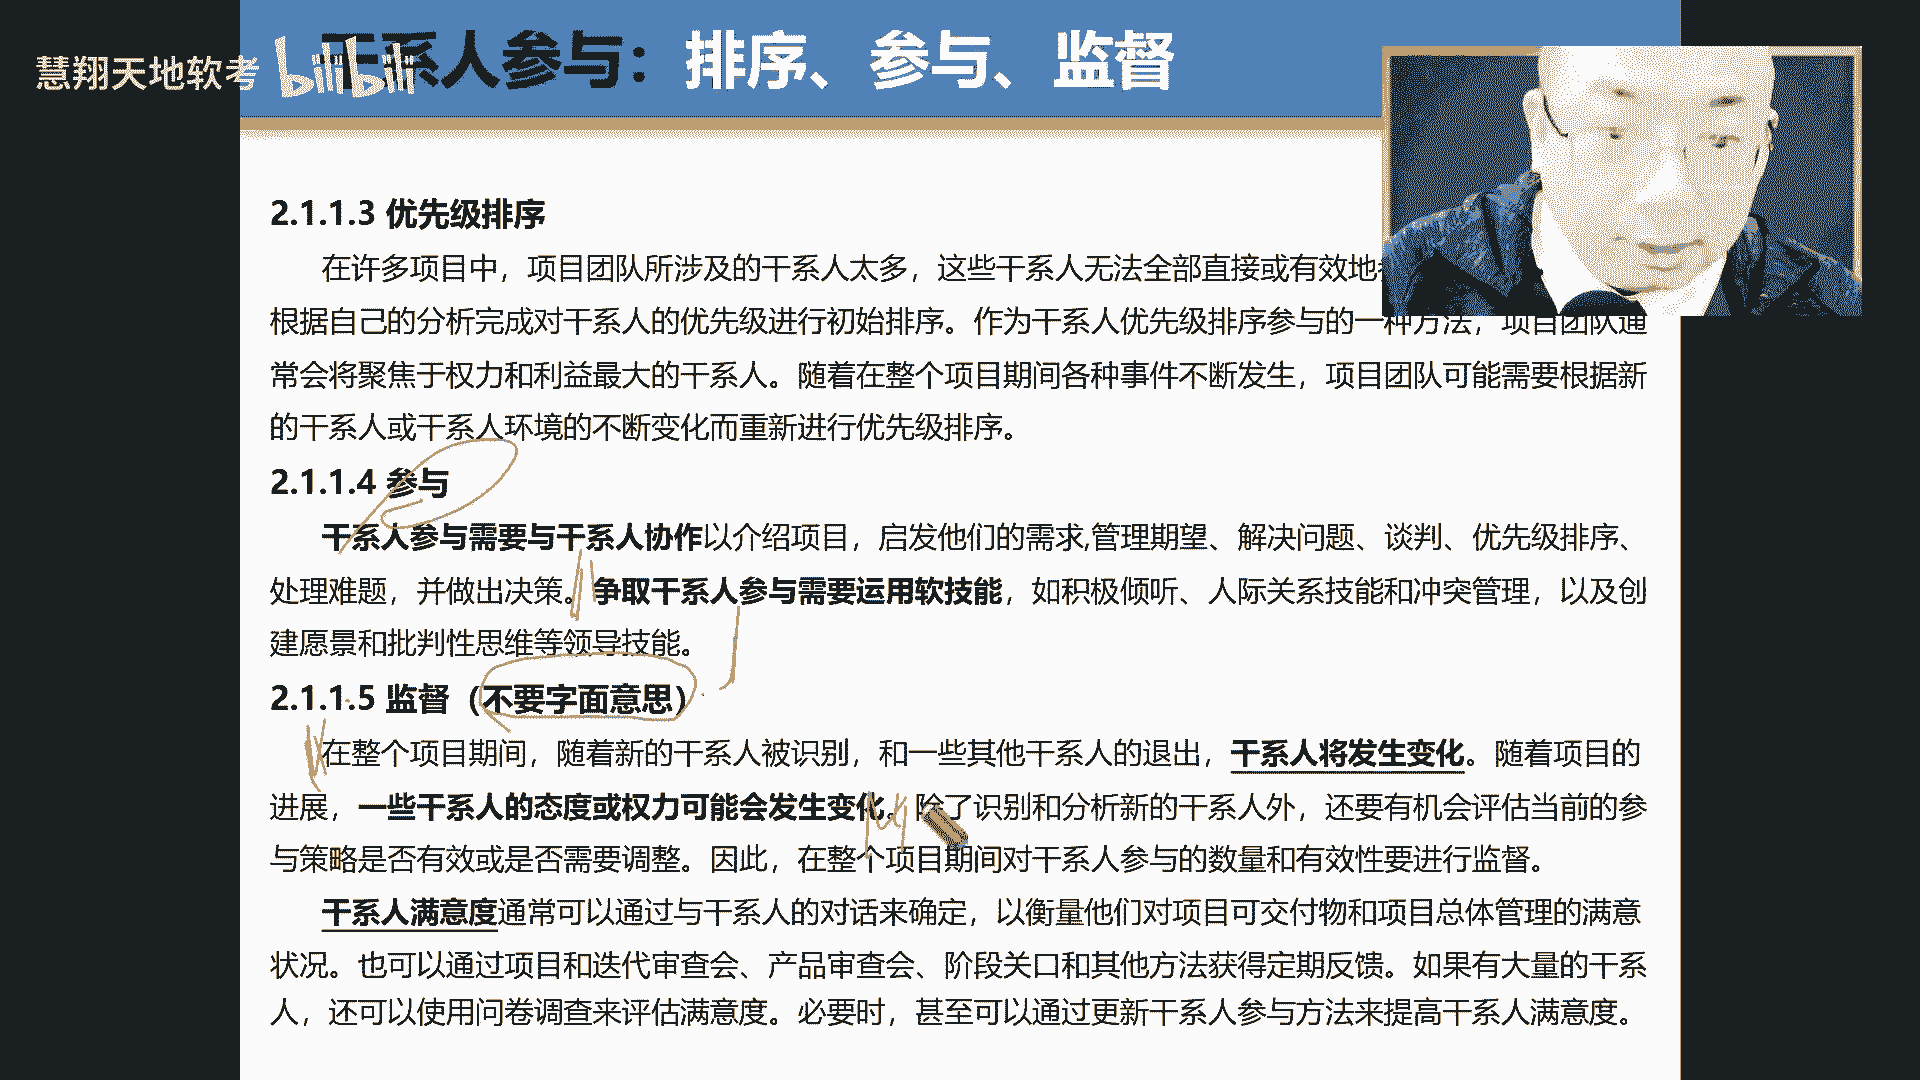 干系人参与：排序、参与、监督
慧翔天地软考
bilibili
2.1.1.3 优先级排序
在许多项目中，项目团队所涉及的干系人太多，这些干系人无法全部直接或有效地
根据自己的分析完成对干系人的优先级进行初始排序。作为干系人优先级排序参与的一种方法，项目团队通
常会将聚焦于权力和利益最大的干系人。随着在整个项目期间各种事件不断发生，项目团队可能需要根据新
的干系人或干系人环境的不断变化而重新进行优先级排序。
2.1.1.4 参与
干系人参与需要与干系人协作以介绍项目，启发他们的需求,管理期望、解决问题、谈判、优先级排序、
处理难题，并做出决策。争取干系人参与需要运用软技能，如积极倾听、人际关系技能和冲突管理，以及创
建愿景和批判性思维等领导技能。
2.1.1.5 监督（不要字面意思）
在整个项目期间，随着新的干系人被识别，和一些其他干系人的退出，干系人将发生变化。随着项目的
进展，一些干系人的态度或权力可能会发生变化。除了识别和分析新的干系人外，还要有机会评估当前的参
与策略是否有效或是否需要调整。因此，在整个项目期间对干系人参与的数量和有效性要进行监督。
干系人满意度通常可以通过与干系人的对话来确定，以衡量他们对项目可交付物和项目总体管理的满意
状况。也可以通过项目和迭代审查会、产品审查会、阶段关口和其他方法获得定期反馈。如果有大量的干系
人，还可以使用问卷调查来评估满意度。必要时，甚至可以通过更新干系人参与方法来提高干系人满意度。